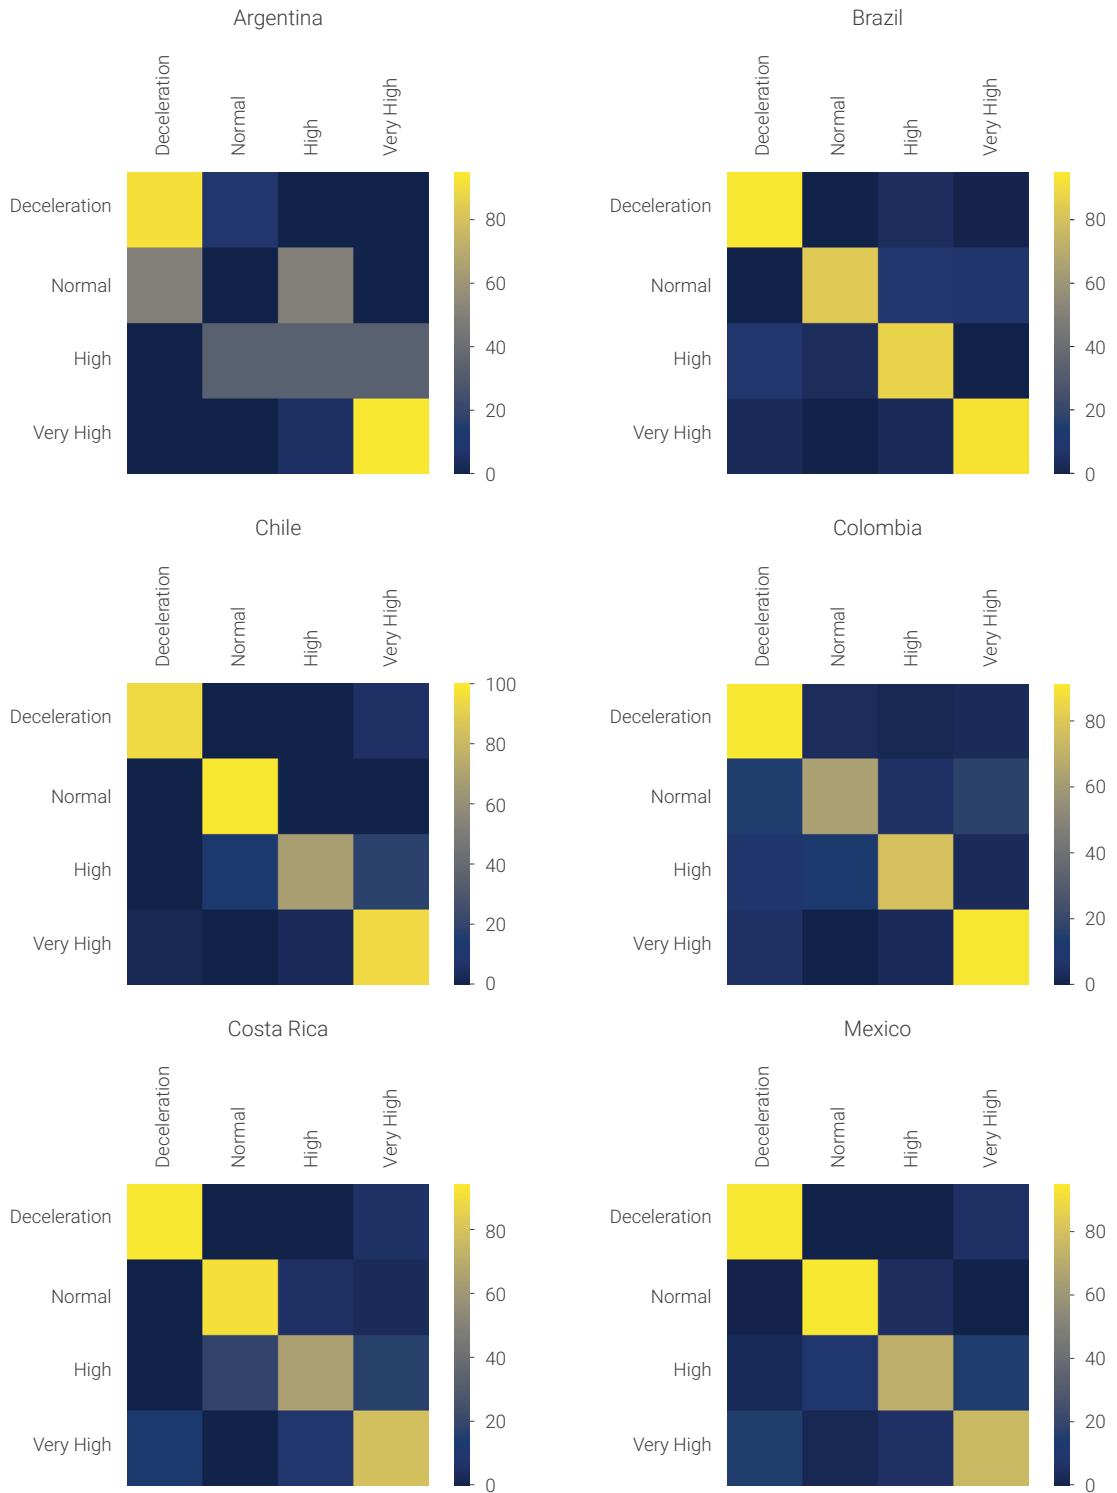 Argentina
Deceleration
Normal
High
Very High
Deceleration
Normal
High
Very High
80
60
40
20
0
Brazil
Deceleration
Normal
High
Very High
Deceleration
Normal
High
Very High
80
60
40
20
0
Chile
Deceleration
Normal
High
Very High
Deceleration
Normal
High
Very High
100
80
60
40
20
0
Colombia
Deceleration
Normal
High
Very High
Deceleration
Normal
High
Very High
80
60
40
20
0
Costa Rica
Deceleration
Normal
High
Very High
Deceleration
Normal
High
Very High
80
60
40
20
0
Mexico
Deceleration
Normal
High
Very High
Deceleration
Normal
High
Very High
80
60
40
20
0